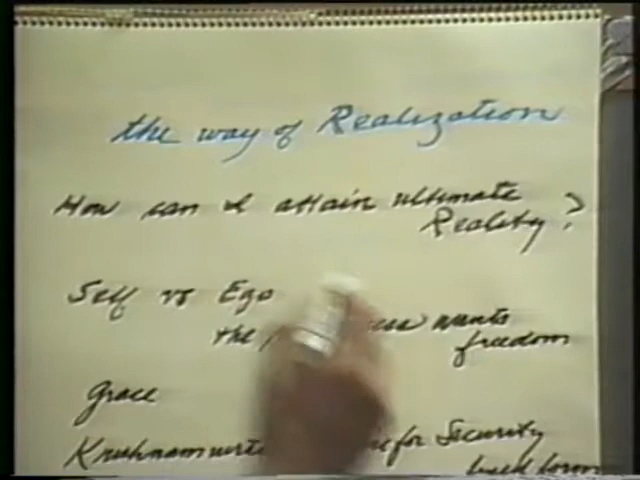 the way of Realization
How can I attain ultimate
Reality?
Self vs Ego
the wants
freedom
Grace
for Security